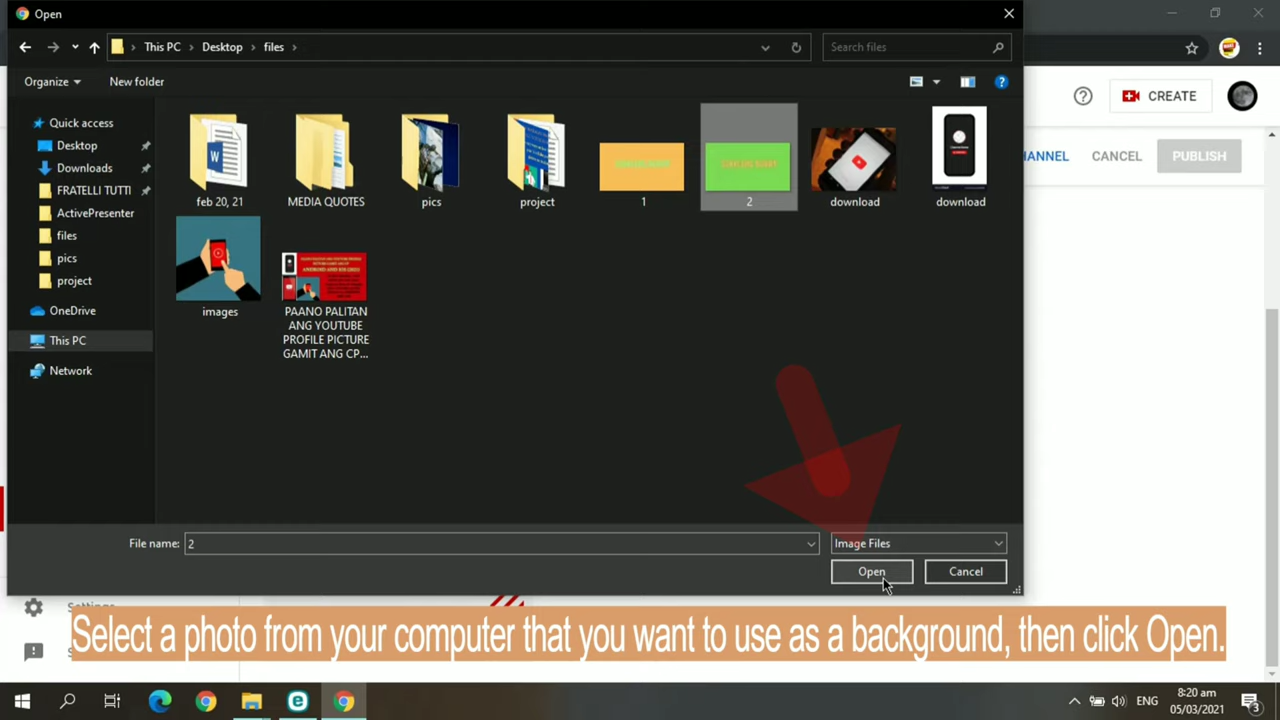 Open
This PC
Desktop
files
Search files
Organize
New folder
CREATE
HANNEL
CANCEL
PUBLISH
Quick access
Desktop
Downloads
FRATELLI TUTTI
ActivePresenter
files
pics
project
OneDrive
This PC
Network
feb 20, 21
MEDIA QUOTES
pics
project
1
2
download
download
images
PAANO PALITAN
ANG YOUTUBE
PROFILE PICTURE
GAMIT ANG CP...
File name:
2
Image Files
Open
Cancel
Select a photo from your computer that you want to use as a background, then click Open.
ENG
8:20 am
05/03/2021
3